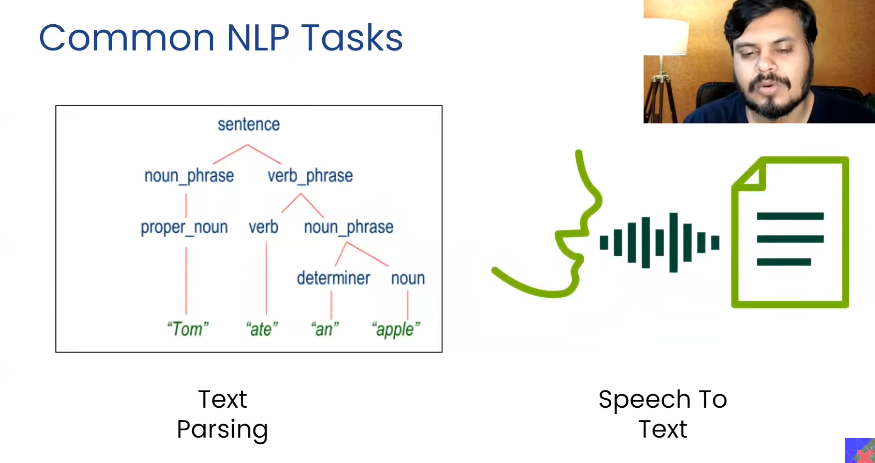 Common NLP Tasks
sentence
noun_phrase verb_phrase
proper_noun verb noun_phrase
determiner noun
“Tom” “ate” “an” “apple”
Text
Parsing
Speech To
Text